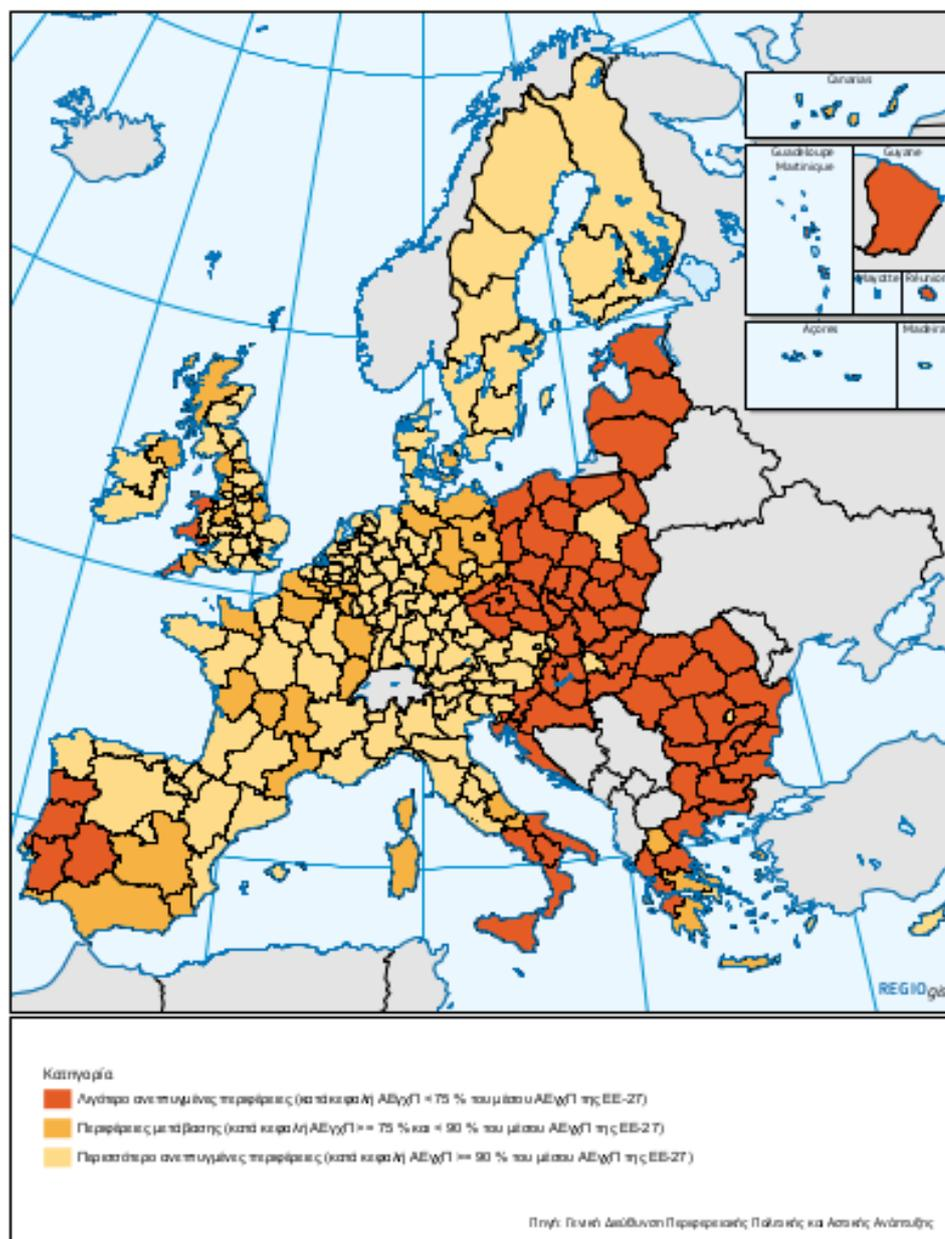 Canarias
Guadeloupe
Martinique
Guyane
Mayotte
Réunion
Açores
Madeira
REGIOgis
Κατηγορία
Λιγότερο ανεπτυγμένες περιφέρειες (κατά κεφαλή ΑΕγχΠ < 75 % του μέσου ΑΕγχΠ της ΕΕ-27)
Περιφέρειες μετάβασης (κατά κεφαλή ΑΕγχΠ >= 75 % και < 90 % του μέσου ΑΕγχΠ της ΕΕ-27)
Περισσότερο ανεπτυγμένες περιφέρειες (κατά κεφαλή ΑΕγχΠ >= 90 % του μέσου ΑΕγχΠ της ΕΕ-27)
Πηγή: Γενική Διεύθυνση Περιφερειακής Πολιτικής και Αστικής Ανάπτυξης